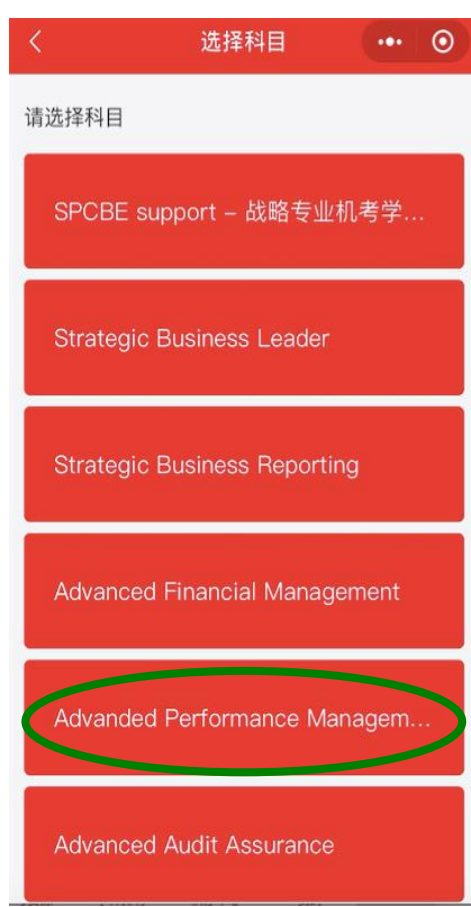 选择科目
请选择科目
SPCBE support – 战略专业机考学...
Strategic Business Leader
Strategic Business Reporting
Advanced Financial Management
Advanded Performance Managem...
Advanced Audit Assurance